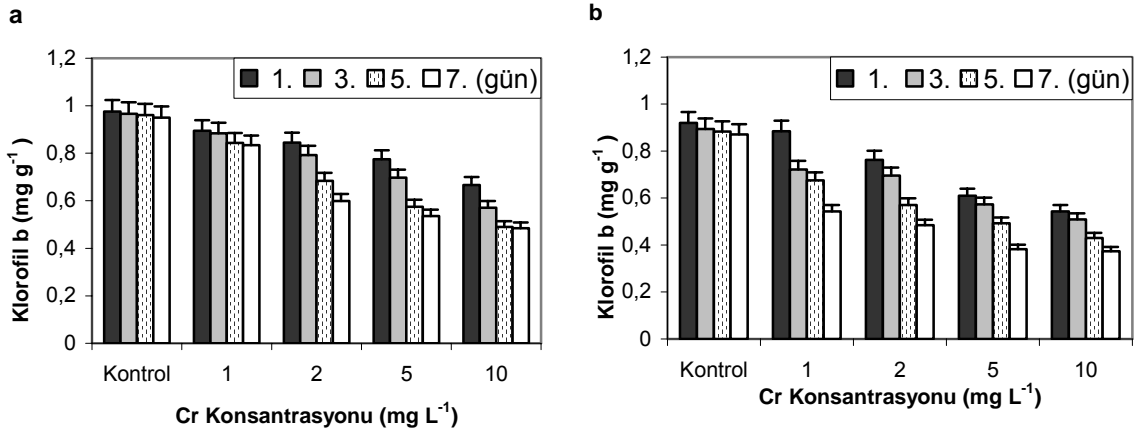 a
Klorofil b (mg g-1)
1,2
1
0,8
0,6
0,4
0,2
0
1. 3. 5. 7. (gün)
Kontrol 1 2 5 10
Cr Konsantrasyonu (mg L-1)
b
Klorofil b (mg g-1)
1,2
1
0,8
0,6
0,4
0,2
0
1. 3. 5. 7. (gün)
Kontrol 1 2 5 10
Cr Konsantrasyonu (mg L-1)